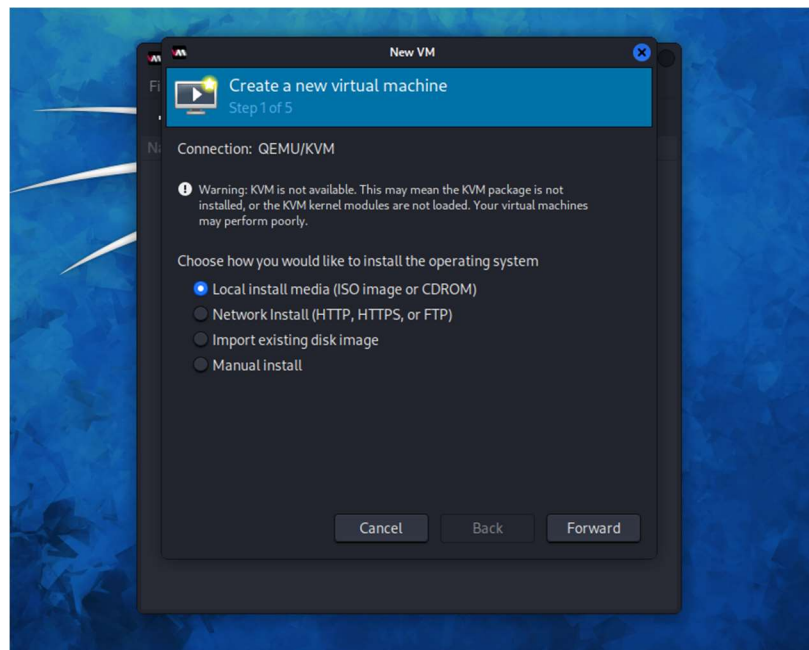 New VM
Create a new virtual machine
Step 1 of 5
Connection: QEMU/KVM
Warning: KVM is not available. This may mean the KVM package is not
installed, or the KVM kernel modules are not loaded. Your virtual machines
may perform poorly.
Choose how you would like to install the operating system
Local install media (ISO image or CDROM)
Network Install (HTTP, HTTPS, or FTP)
Import existing disk image
Manual install
Cancel Back Forward